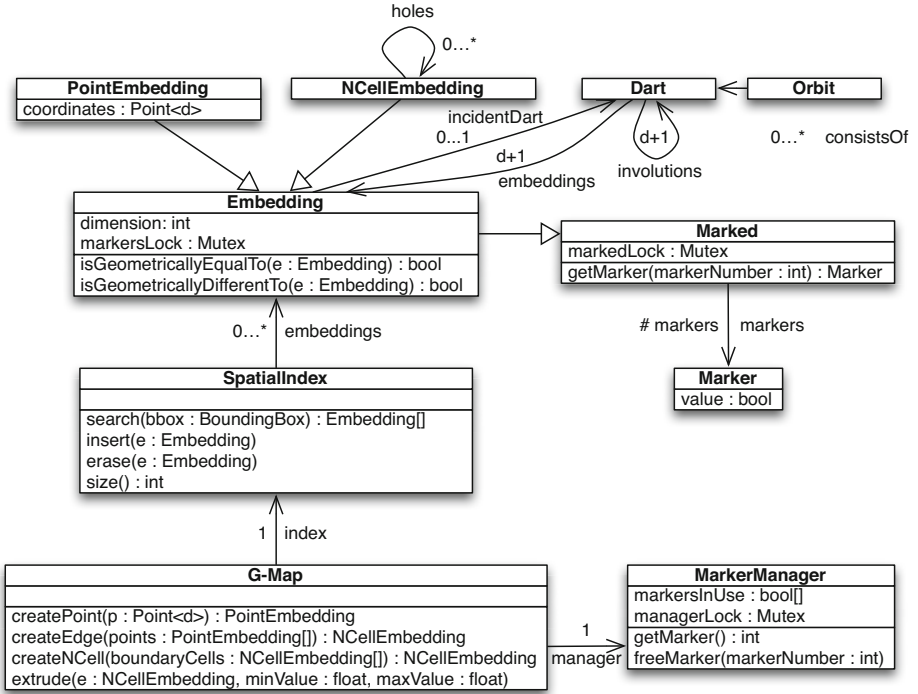 holes
0...*
PointEmbedding
coordinates : Point<d>
NCellEmbedding
Dart
Orbit
incidentDart
0...1
d+1
embeddings
d+1
involutions
0...* consistsOf
Embedding
dimension: int
markersLock : Mutex
isGeometricallyEqualTo(e : Embedding) : bool
isGeometricallyDifferentTo(e : Embedding) : bool
Marked
markedLock : Mutex
getMarker(markerNumber : int) : Marker
0...* embeddings
# markers markers
SpatialIndex
search(bbox : BoundingBox) : Embedding[]
insert(e : Embedding)
erase(e : Embedding)
size() : int
Marker
value : bool
1 index
G-Map
createPoint(p : Point<d>) : PointEmbedding
createEdge(points : PointEmbedding[]) : NCellEmbedding
createNCell(boundaryCells : NCellEmbedding[]) : NCellEmbedding
extrude(e : NCellEmbedding, minValue : float, maxValue : float)
1
manager
MarkerManager
markersInUse : bool[]
managerLock : Mutex
getMarker() : int
freeMarker(markerNumber : int)